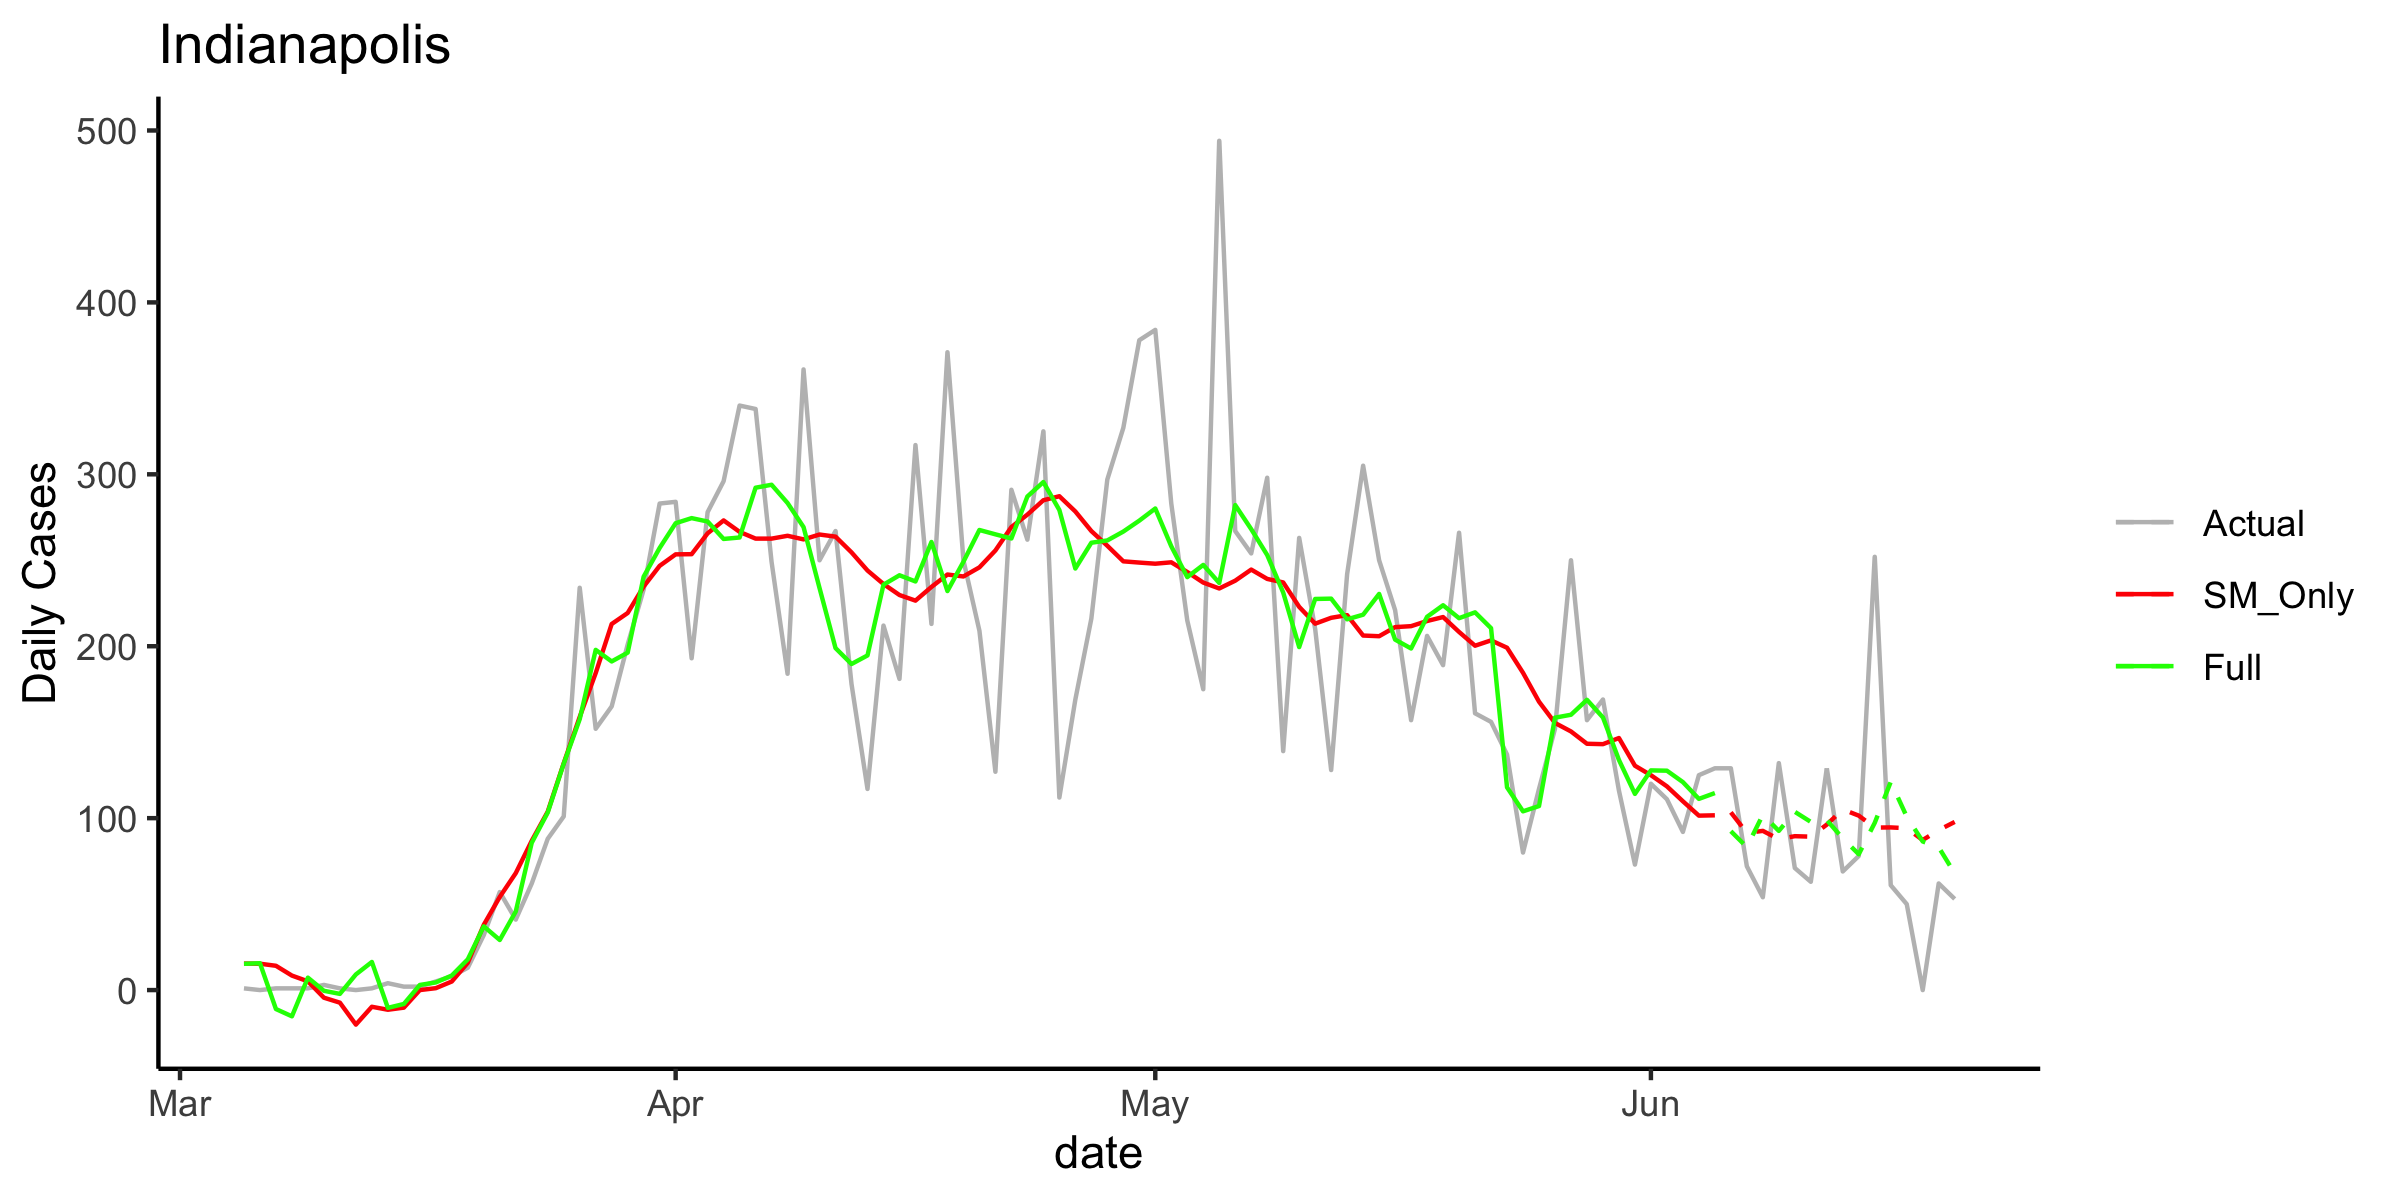 Indianapolis
Daily Cases
500
400
300
200
100
0
Mar
Apr
May
Jun
date
Actual
SM_Only
Full